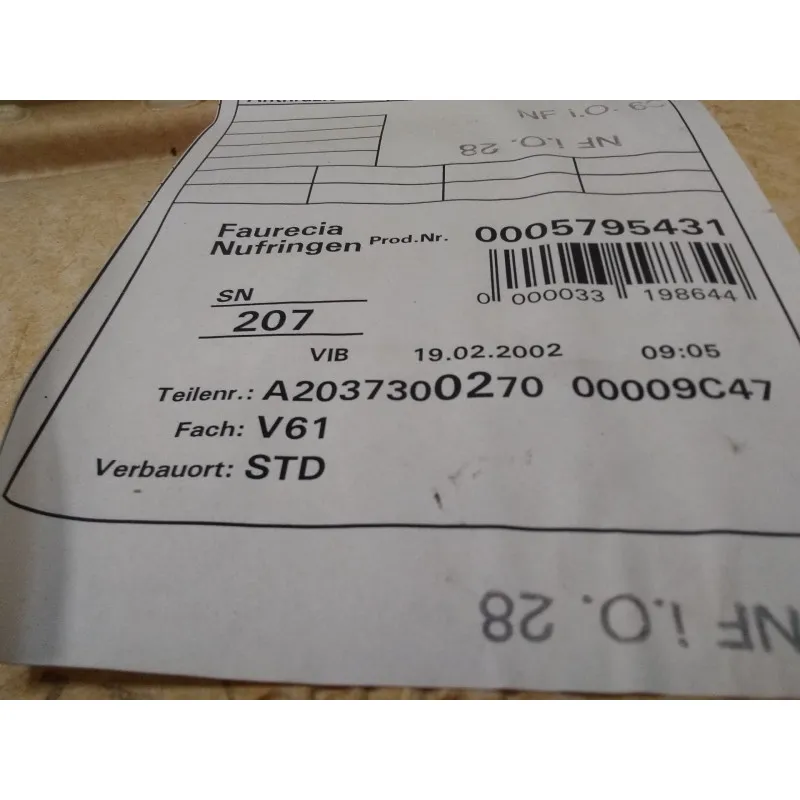 NF i.O.
NF i.O. 28
Faurecia
Nufringen Prod.Nr. 0005795431
0 000033 198644
SN
207
VIB 19.02.2002 09:05
Teilenr.: A2037300270 00009C47
Fach: V61
Verbauort: STD
NF i.O. 28